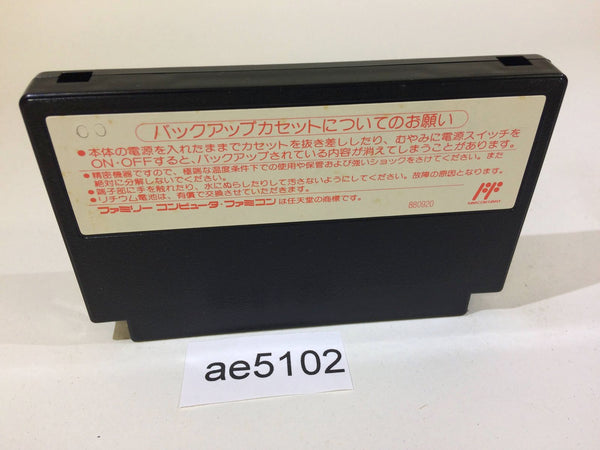 00
バックアップカセットについてのお願い
●本体の電源を入れたままでカセットを抜き差ししたり、むやみに電源スイッチを
ON・OFFすると、バックアップされている内容が消えてしまうことがあります。
●精密機器ですので、極端な温度条件下での使用や保管および強いショックをさけてください。また
絶対に分解しないでください。
●端子部に手を触れたり、水にぬらしたりして汚さないようにしてください。故障の原因となります。
●リチウム電池は、有償で交換させていただきます。
ファミリー コンピュータ・ファミコンは任天堂の商標です。
880920
ae5102